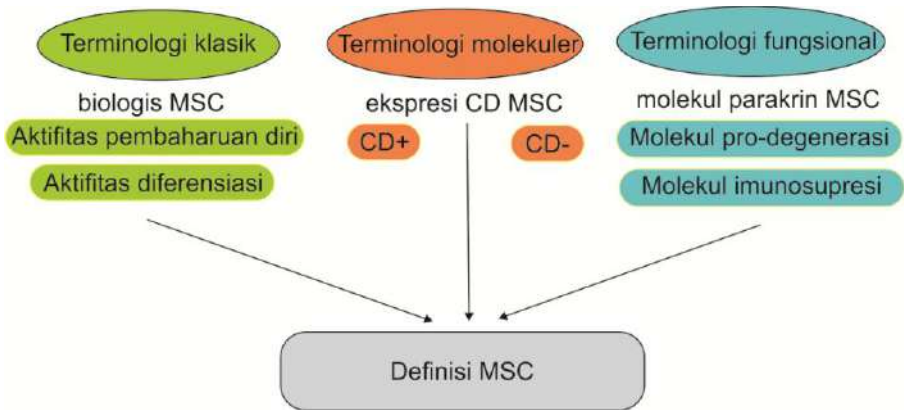 Terminologi klasik
biologis MSC
Aktifitas pembaharuan diri
Aktifitas diferensiasi
Terminologi molekuler
ekspresi CD MSC
CD+
CD-
Terminologi fungsional
molekul parakrin MSC
Molekul pro-degenerasi
Molekul imunosupresi
Definisi MSC